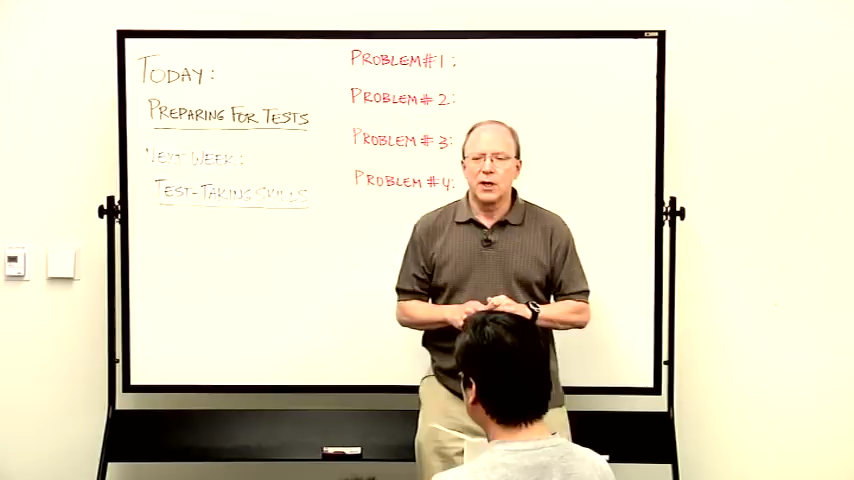 TODAY:
PREPARING FOR TESTS
NEXT WEEK:
TEST-TAKING SKILLS
PROBLEM #1:
PROBLEM # 2:
PROBLEM # 3:
PROBLEM #4: